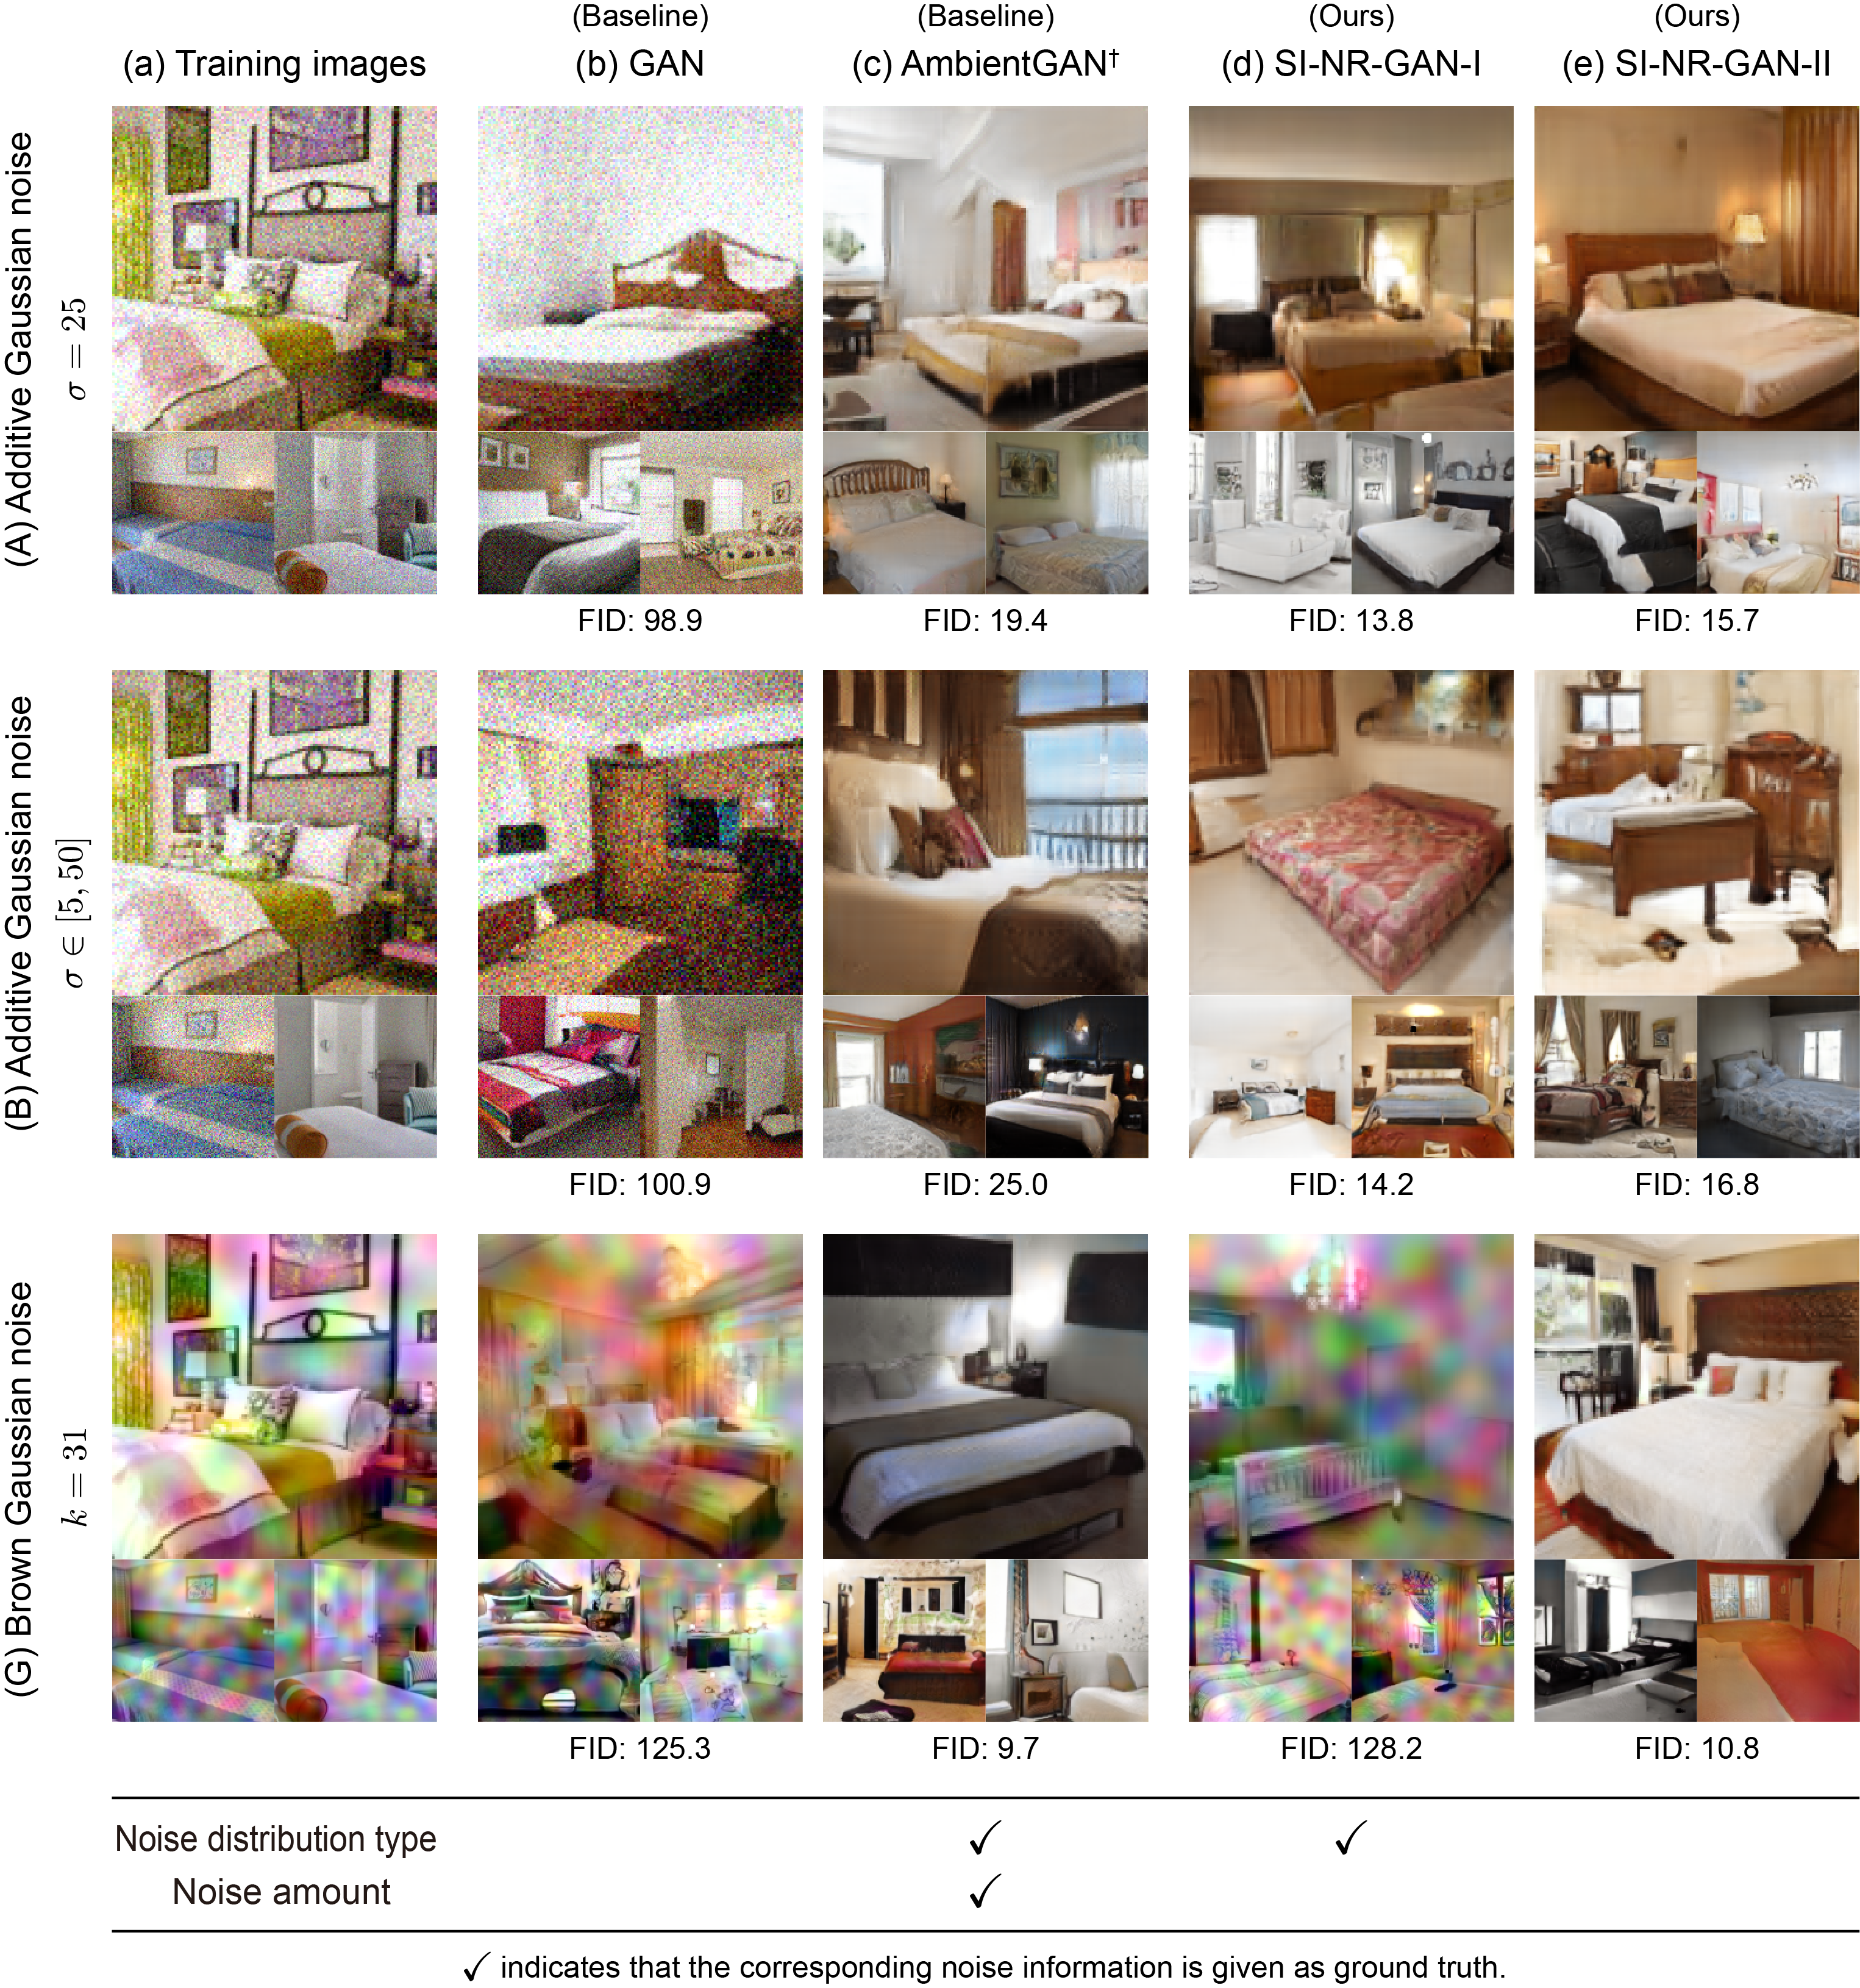 (Baseline) (Baseline) (Ours) (Ours)
(a) Training images (b) GAN (c) AmbientGAN† (d) SI-NR-GAN-I (e) SI-NR-GAN-II
(A) Additive Gaussian noise
σ = 25
FID: 98.9 FID: 19.4 FID: 13.8 FID: 15.7
(B) Additive Gaussian noise
σ ∈ [5, 50]
FID: 100.9 FID: 25.0 FID: 14.2 FID: 16.8
(G) Brown Gaussian noise
k = 31
FID: 125.3 FID: 9.7 FID: 128.2 FID: 10.8
Noise distribution type ✓ ✓
Noise amount ✓
✓ indicates that the corresponding noise information is given as ground truth.